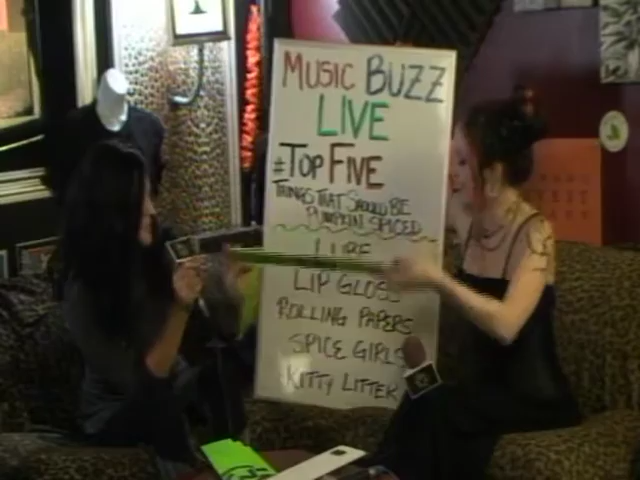 MUSIC BUZZ
LIVE
#TOP FIVE
THINGS THAT SHOULD BE
PUMPKIN SPICED
LUBE
LIP GLOSS
ROLLING PAPERS
SPICE GIRLS
KITTY LITTER